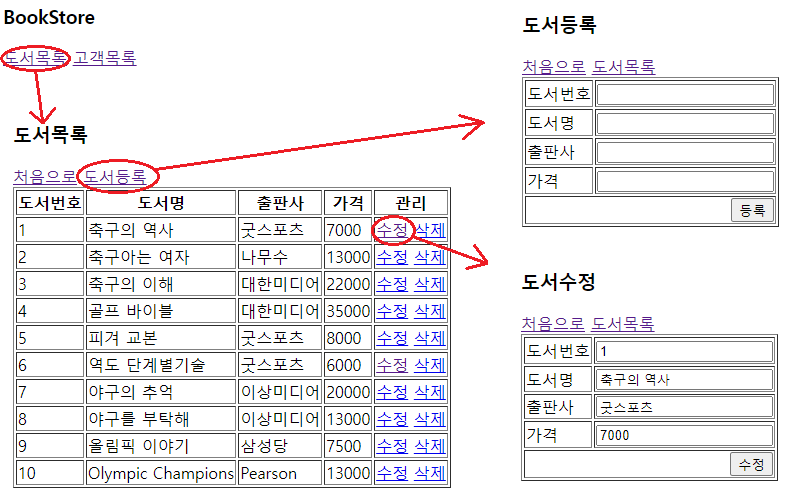 BookStore
도서목록 고객목록
도서목록
처음으로 도서등록
도서번호 도서명 출판사 가격 관리
1 축구의 역사 굿스포츠 7000 수정 삭제
2 축구아는 여자 나무수 13000 수정 삭제
3 축구의 이해 대한미디어 22000 수정 삭제
4 골프 바이블 대한미디어 35000 수정 삭제
5 피겨 교본 굿스포츠 8000 수정 삭제
6 역도 단계별기술 굿스포츠 6000 수정 삭제
7 야구의 추억 이상미디어 20000 수정 삭제
8 야구를 부탁해 이상미디어 13000 수정 삭제
9 올림픽 이야기 삼성당 7500 수정 삭제
10 Olympic Champions Pearson 13000 수정 삭제
도서등록
처음으로 도서목록
도서번호
도서명
출판사
가격
등록
도서수정
처음으로 도서목록
도서번호 1
도서명 축구의 역사
출판사 굿스포츠
가격 7000
수정